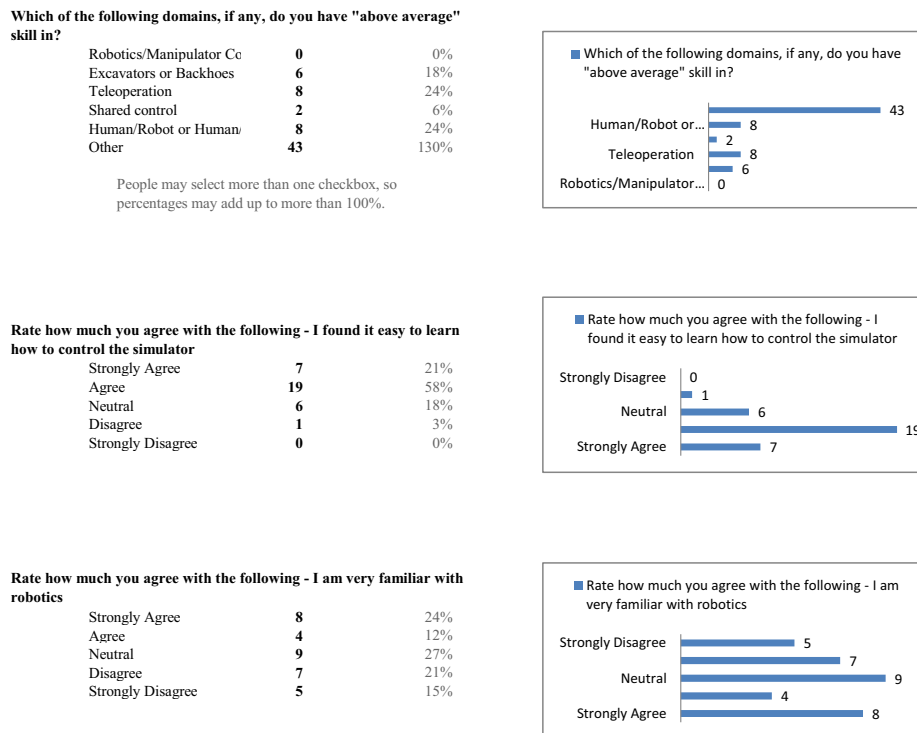 Which of the following domains, if any, do you have "above average"
skill in?
Robotics/Manipulator Co 0 0%
Excavators or Backhoes 6 18%
Teleoperation 8 24%
Shared control 2 6%
Human/Robot or Human/ 8 24%
Other 43 130%
People may select more than one checkbox, so
percentages may add up to more than 100%.
Which of the following domains, if any, do you have
"above average" skill in?
43
Human/Robot or… 8
2
Teleoperation 8
6
Robotics/Manipulator… 0
Rate how much you agree with the following - I found it easy to learn
how to control the simulator
Strongly Agree 7 21%
Agree 19 58%
Neutral 6 18%
Disagree 1 3%
Strongly Disagree 0 0%
Rate how much you agree with the following - I
found it easy to learn how to control the simulator
Strongly Disagree 0
1
Neutral 6
19
Strongly Agree 7
Rate how much you agree with the following - I am very familiar with
robotics
Strongly Agree 8 24%
Agree 4 12%
Neutral 9 27%
Disagree 7 21%
Strongly Disagree 5 15%
Rate how much you agree with the following - I am
very familiar with robotics
Strongly Disagree 5
7
Neutral 9
4
Strongly Agree 8